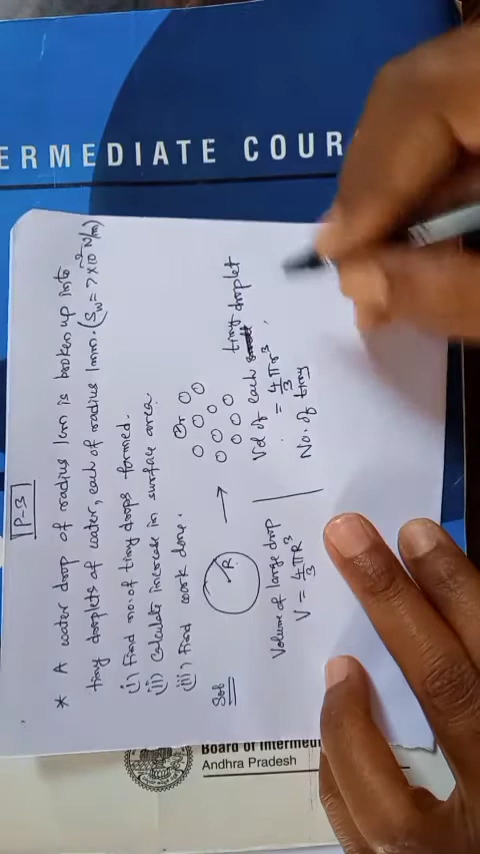 ERMEDIATE COUR
P-3
* A water drop of radius 1cm is broken up into
tiny droplets of water, each of radius 1mm. (Sw = 7×10⁻² N/m)
(i) Find no. of tiny drops formed.
(ii) Calculate increase in surface area.
(iii) Find work done.
Sol
R → r
Volume of large drop
V = 4/3 πR³
Vol of each tiny droplet
= 4/3 πr³,
No. of tiny
Board of Intermedi
Andhra Pradesh